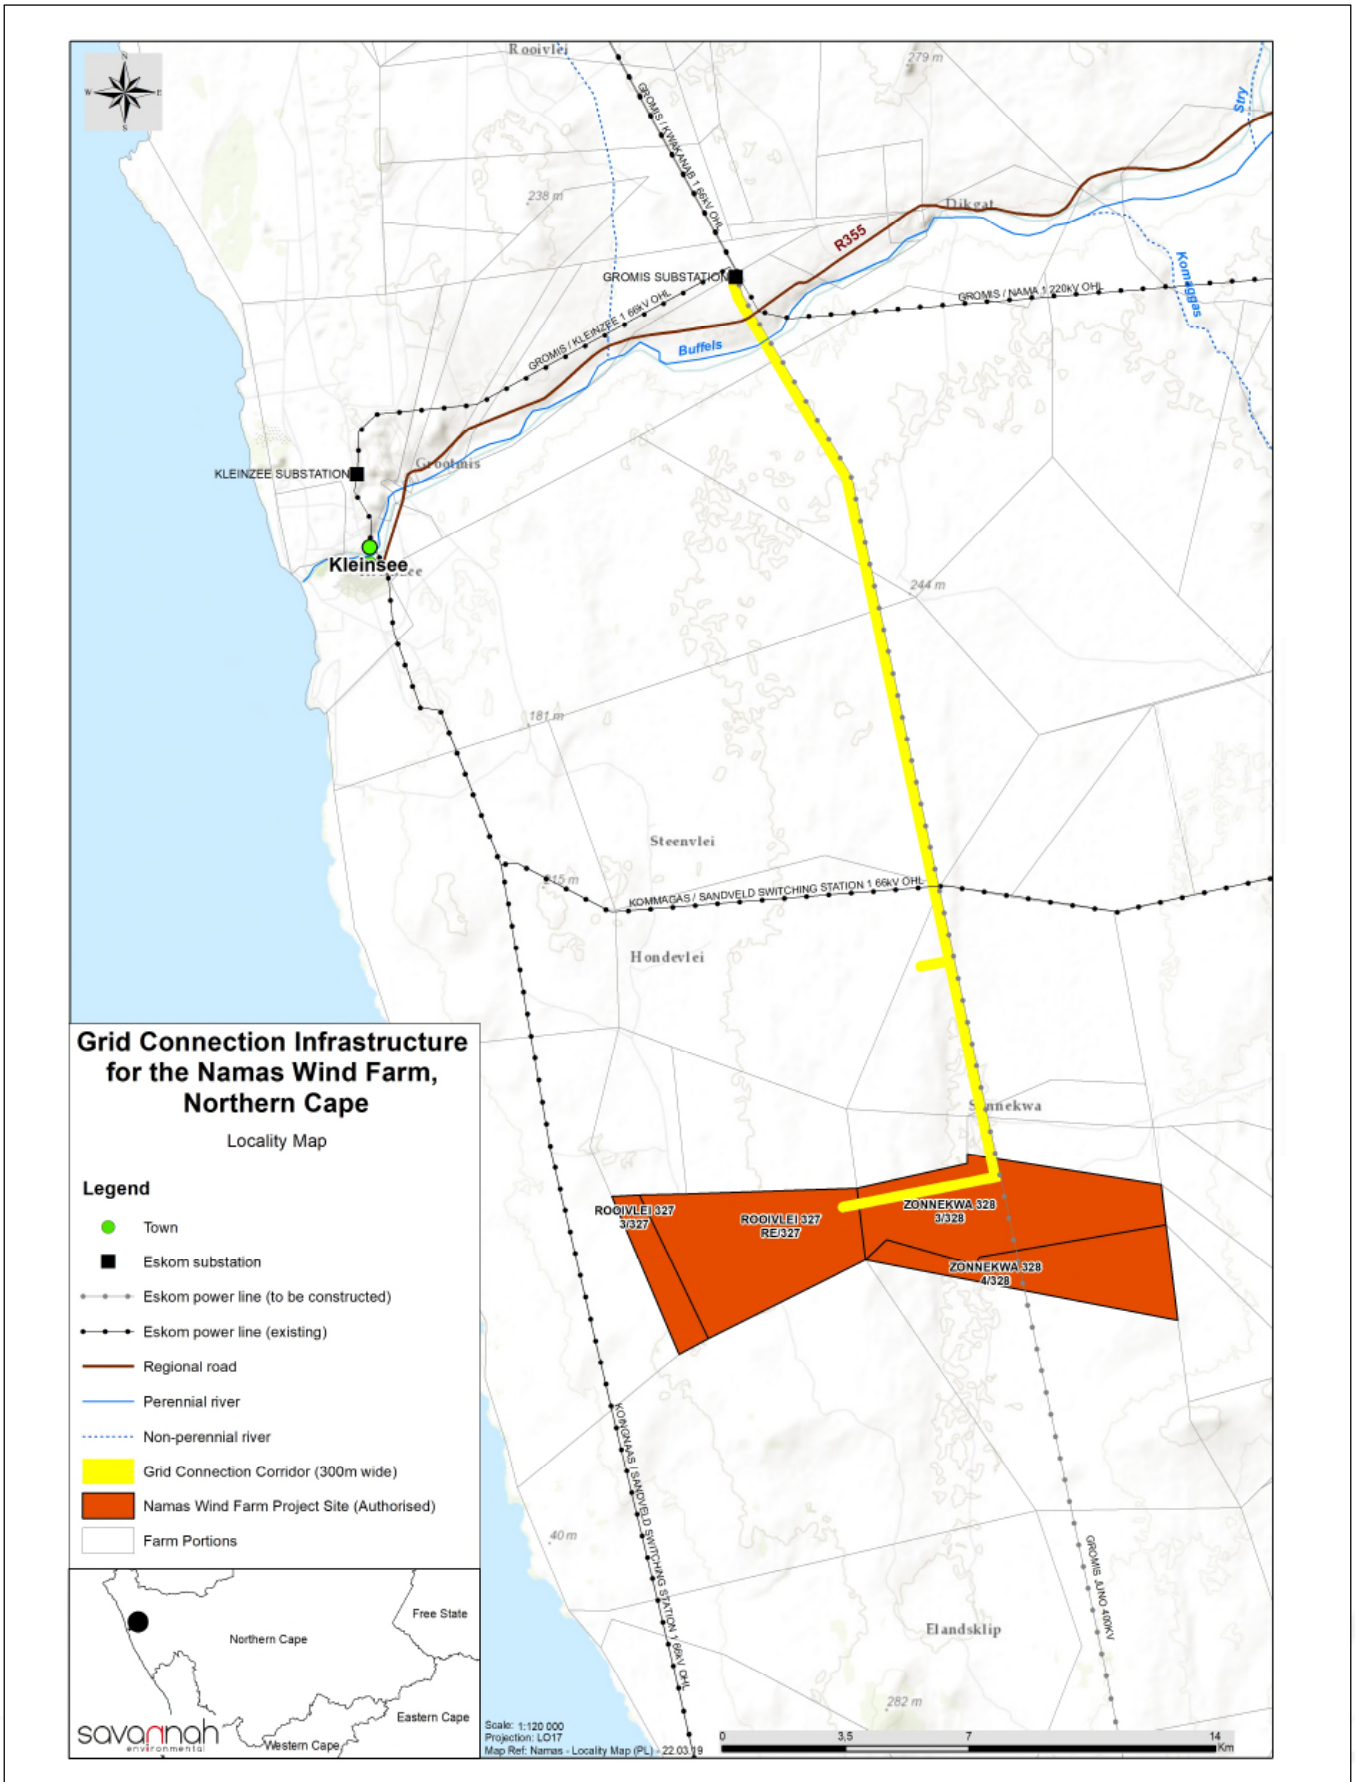 Rooivlei
279 m
N
W
E
S
Stry
GROMIS / KWAKANAB 1 66kV OHL
238 m
Dikgat
R355
Komaggas
GROMIS SUBSTATION
GROMIS / NAMA 1 220kV OHL
GROMIS / KLEINZEE 1 66kV OHL
Buffels
Grootmis
KLEINZEE SUBSTATION
Kleinsee
244 m
181 m
Steenvlei
215 m
KOMMAGAS / SANDVELD SWITCHING STATION 1 66kV OHL
Hondevlei
Grid Connection Infrastructure
for the Namas Wind Farm,
Northern Cape
Locality Map
Legend
Town
Eskom substation
Eskom power line (to be constructed)
Eskom power line (existing)
Regional road
Perennial river
Non-perennial river
Grid Connection Corridor (300m wide)
Namas Wind Farm Project Site (Authorised)
Farm Portions
ROOIVLEI 327
3/327
ROOIVLEI 327
RE/327
ZONNEKWA 328
3/328
ZONNEKWA 328
4/328
KOINGNAAS / SANDVELD SWITCHING STATION 1 66kV OHL
40 m
GROMIS JUNO 400KV
Elandsklip
282 m
Free State
Northern Cape
Eastern Cape
Western Cape
savannah
environmental
Scale: 1:120 000
Projection: LO17
Map Ref: Namas - Locality Map (PL) - 22.03.19
0 3,5 7 14
Km